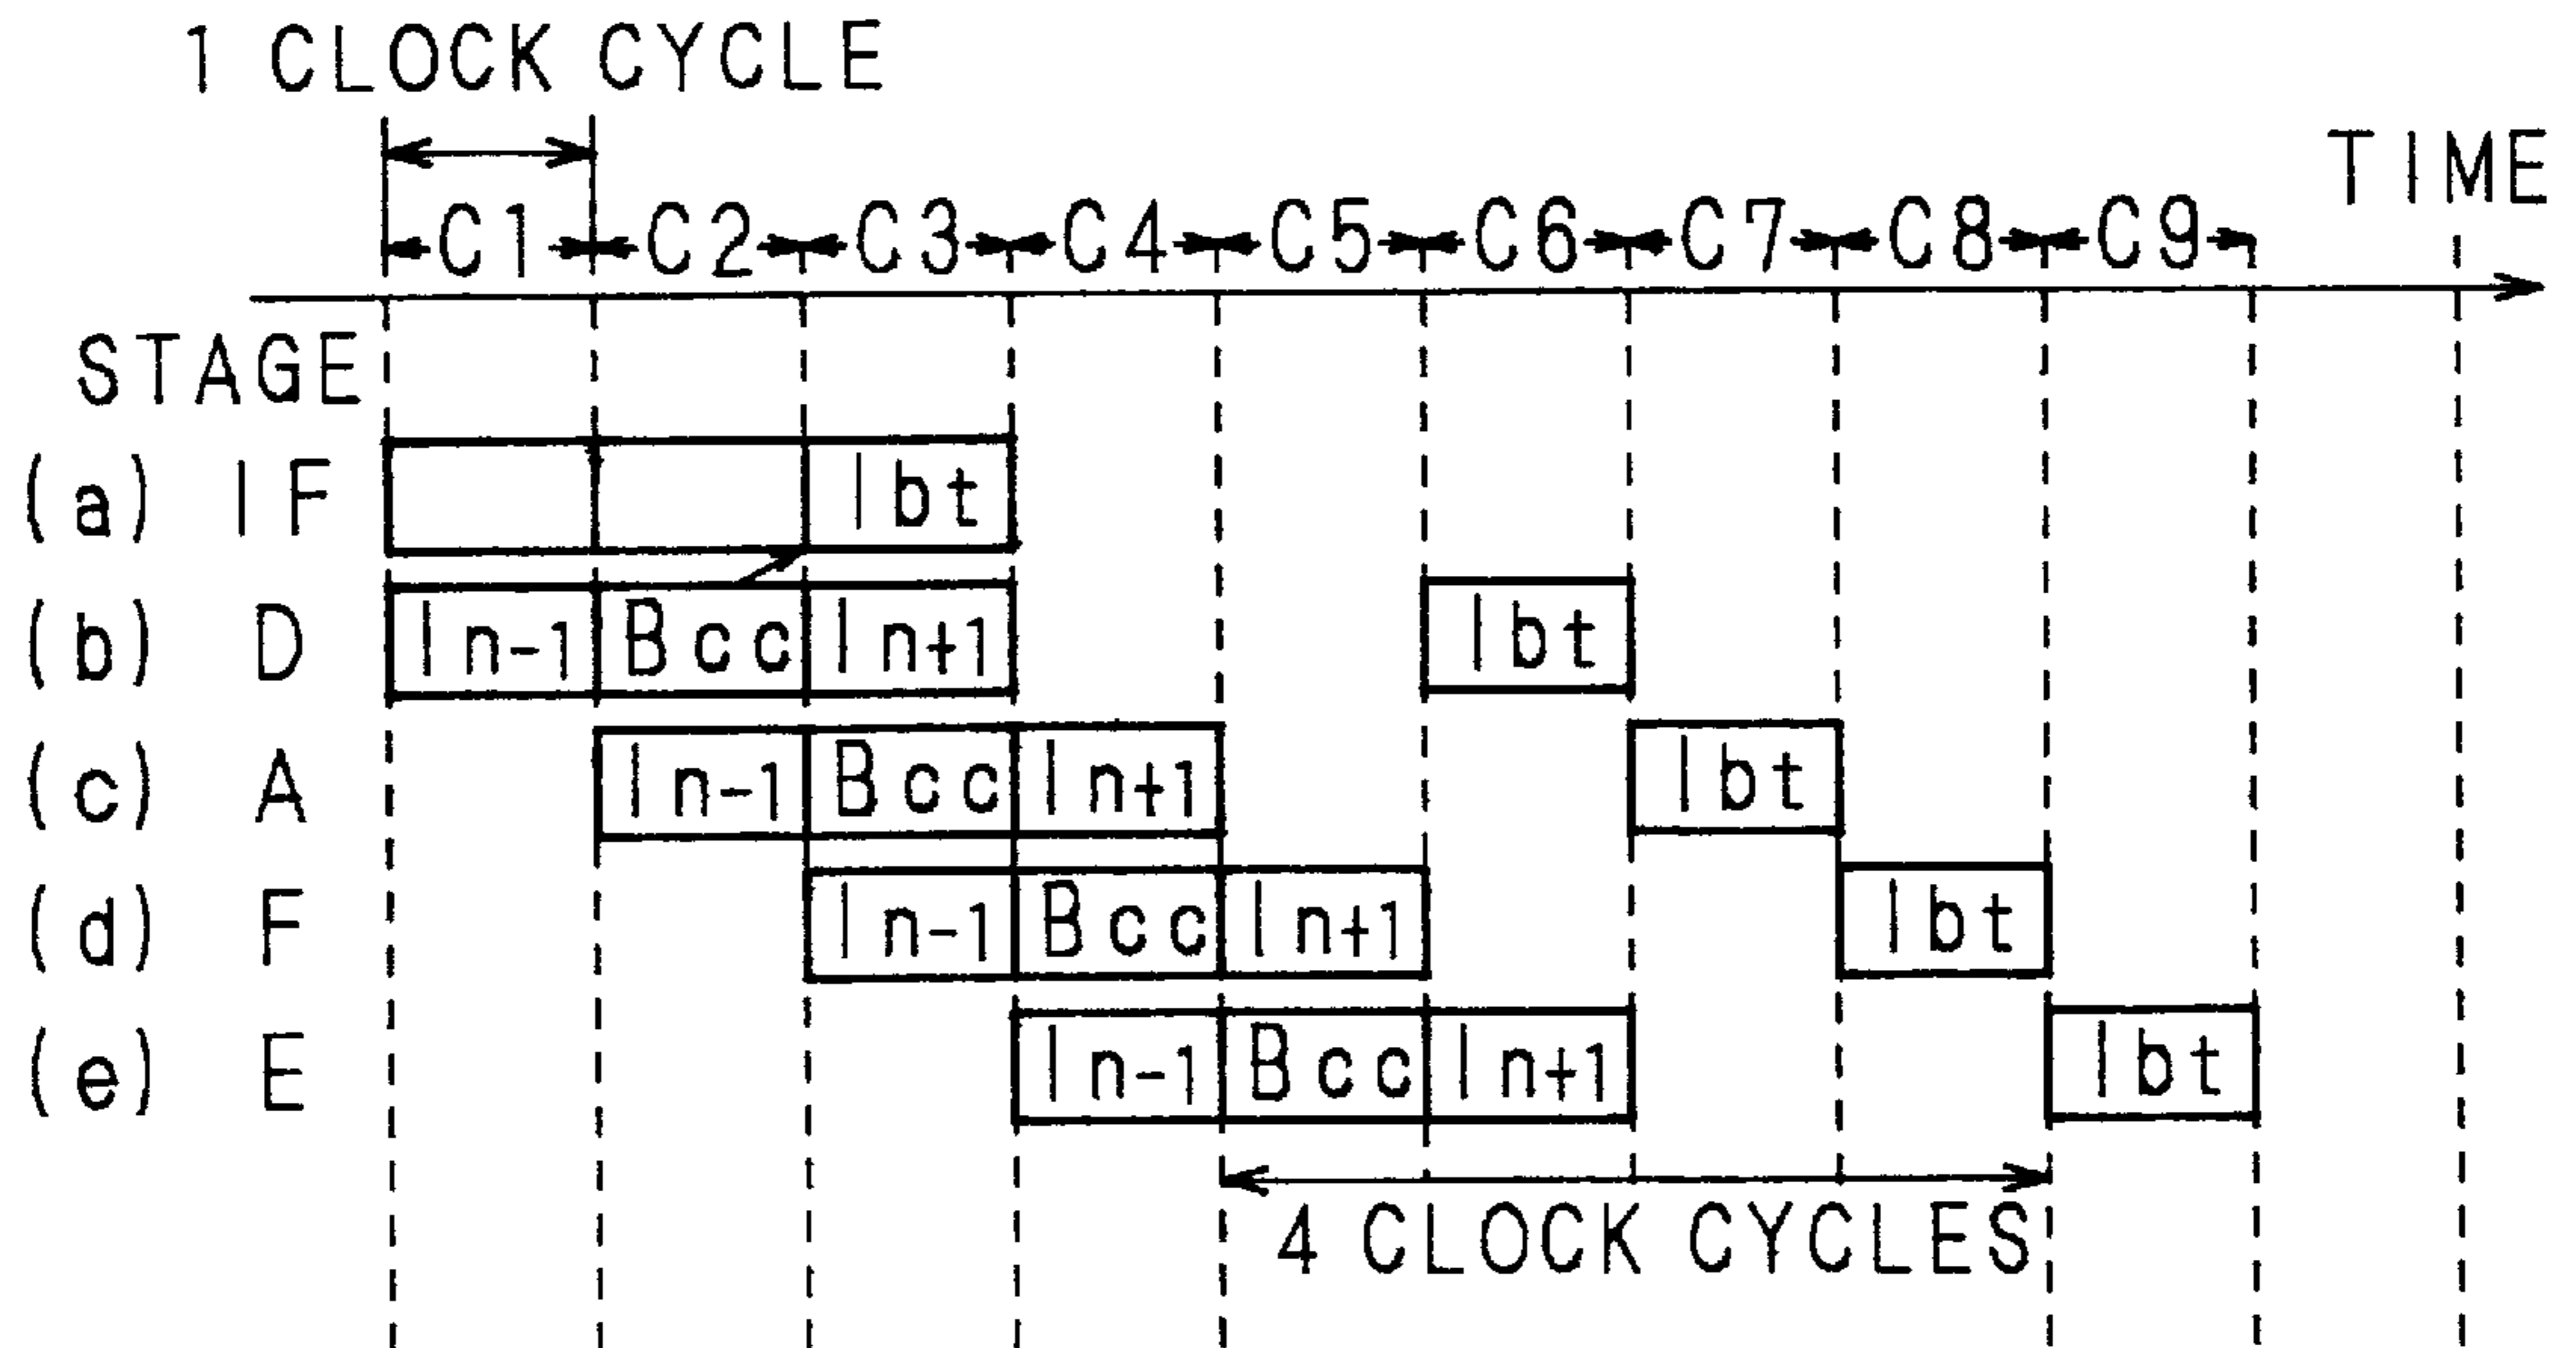 1 CLOCK CYCLE
TIME
C1 C2 C3 C4 C5 C6 C7 C8 C9
STAGE
(a) IF Ibt
(b) D In-1 Bcc In+1 Ibt
(c) A In-1 Bcc In+1 Ibt
(d) F In-1 Bcc In+1 Ibt
(e) E In-1 Bcc In+1 Ibt
4 CLOCK CYCLES